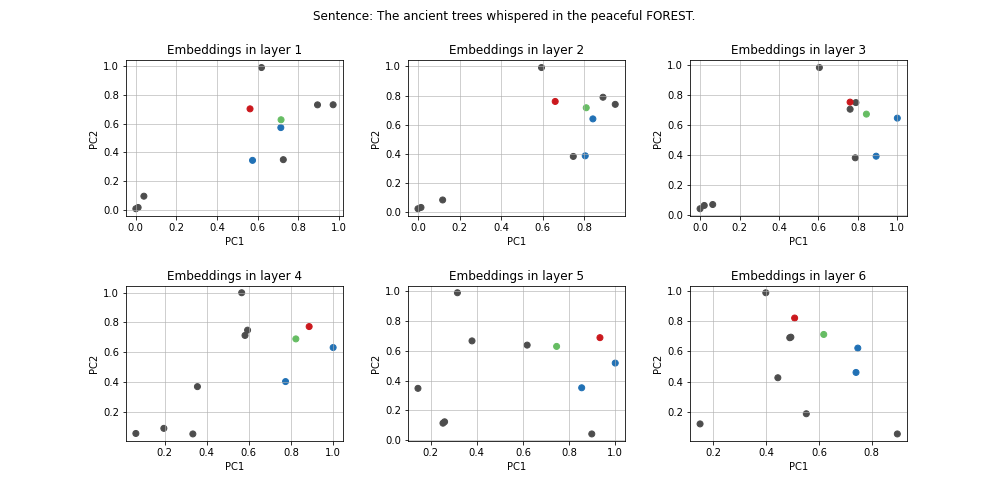 Sentence: The ancient trees whispered in the peaceful FOREST.
Embeddings in layer 1
Embeddings in layer 2
Embeddings in layer 3
1.0
0.8
0.6
0.4
0.2
0.0
PC2
0.0 0.2 0.4 0.6 0.8 1.0
PC1
1.0
0.8
0.6
0.4
0.2
0.0
PC2
0.0 0.2 0.4 0.6 0.8
PC1
1.0
0.8
0.6
0.4
0.2
0.0
PC2
0.0 0.2 0.4 0.6 0.8 1.0
PC1
Embeddings in layer 4
Embeddings in layer 5
Embeddings in layer 6
1.0
0.8
0.6
0.4
0.2
PC2
0.2 0.4 0.6 0.8 1.0
PC1
1.0
0.8
0.6
0.4
0.2
0.0
PC2
0.2 0.4 0.6 0.8 1.0
PC1
1.0
0.8
0.6
0.4
0.2
PC2
0.2 0.4 0.6 0.8
PC1